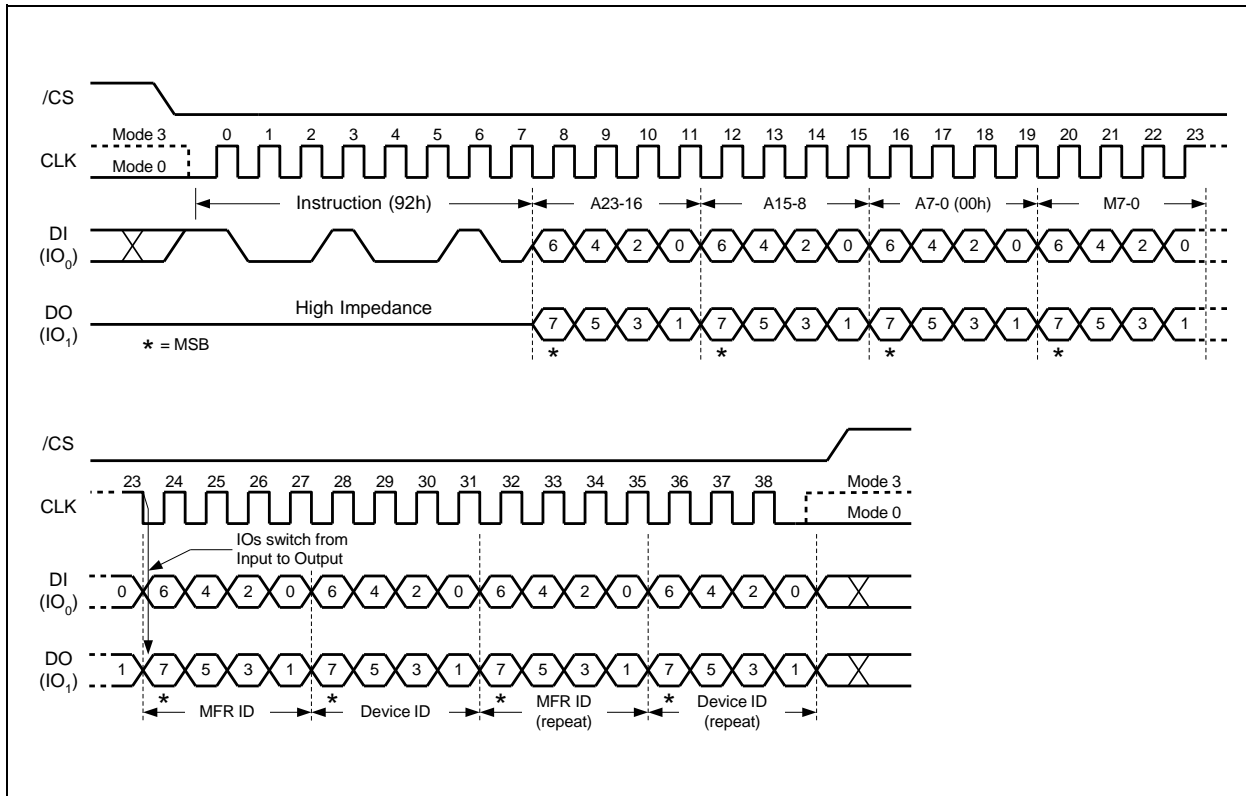 /CS
Mode 3 0 1 2 3 4 5 6 7 8 9 10 11 12 13 14 15 16 17 18 19 20 21 22 23
CLK Mode 0
Instruction (92h) A23-16 A15-8 A7-0 (00h) M7-0
DI
(IO0) 6 4 2 0 6 4 2 0 6 4 2 0 6 4 2 0
High Impedance
DO
(IO1) 7 5 3 1 7 5 3 1 7 5 3 1 7 5 3 1
* * * *
* = MSB
/CS
23 24 25 26 27 28 29 30 31 32 33 34 35 36 37 38 Mode 3
CLK Mode 0
IOs switch from
Input to Output
DI
(IO0) 0 6 4 2 0 6 4 2 0 6 4 2 0 6 4 2 0
DO
(IO1) 1 7 5 3 1 7 5 3 1 7 5 3 1 7 5 3 1
* * * *
MFR ID Device ID MFR ID Device ID
(repeat) (repeat)